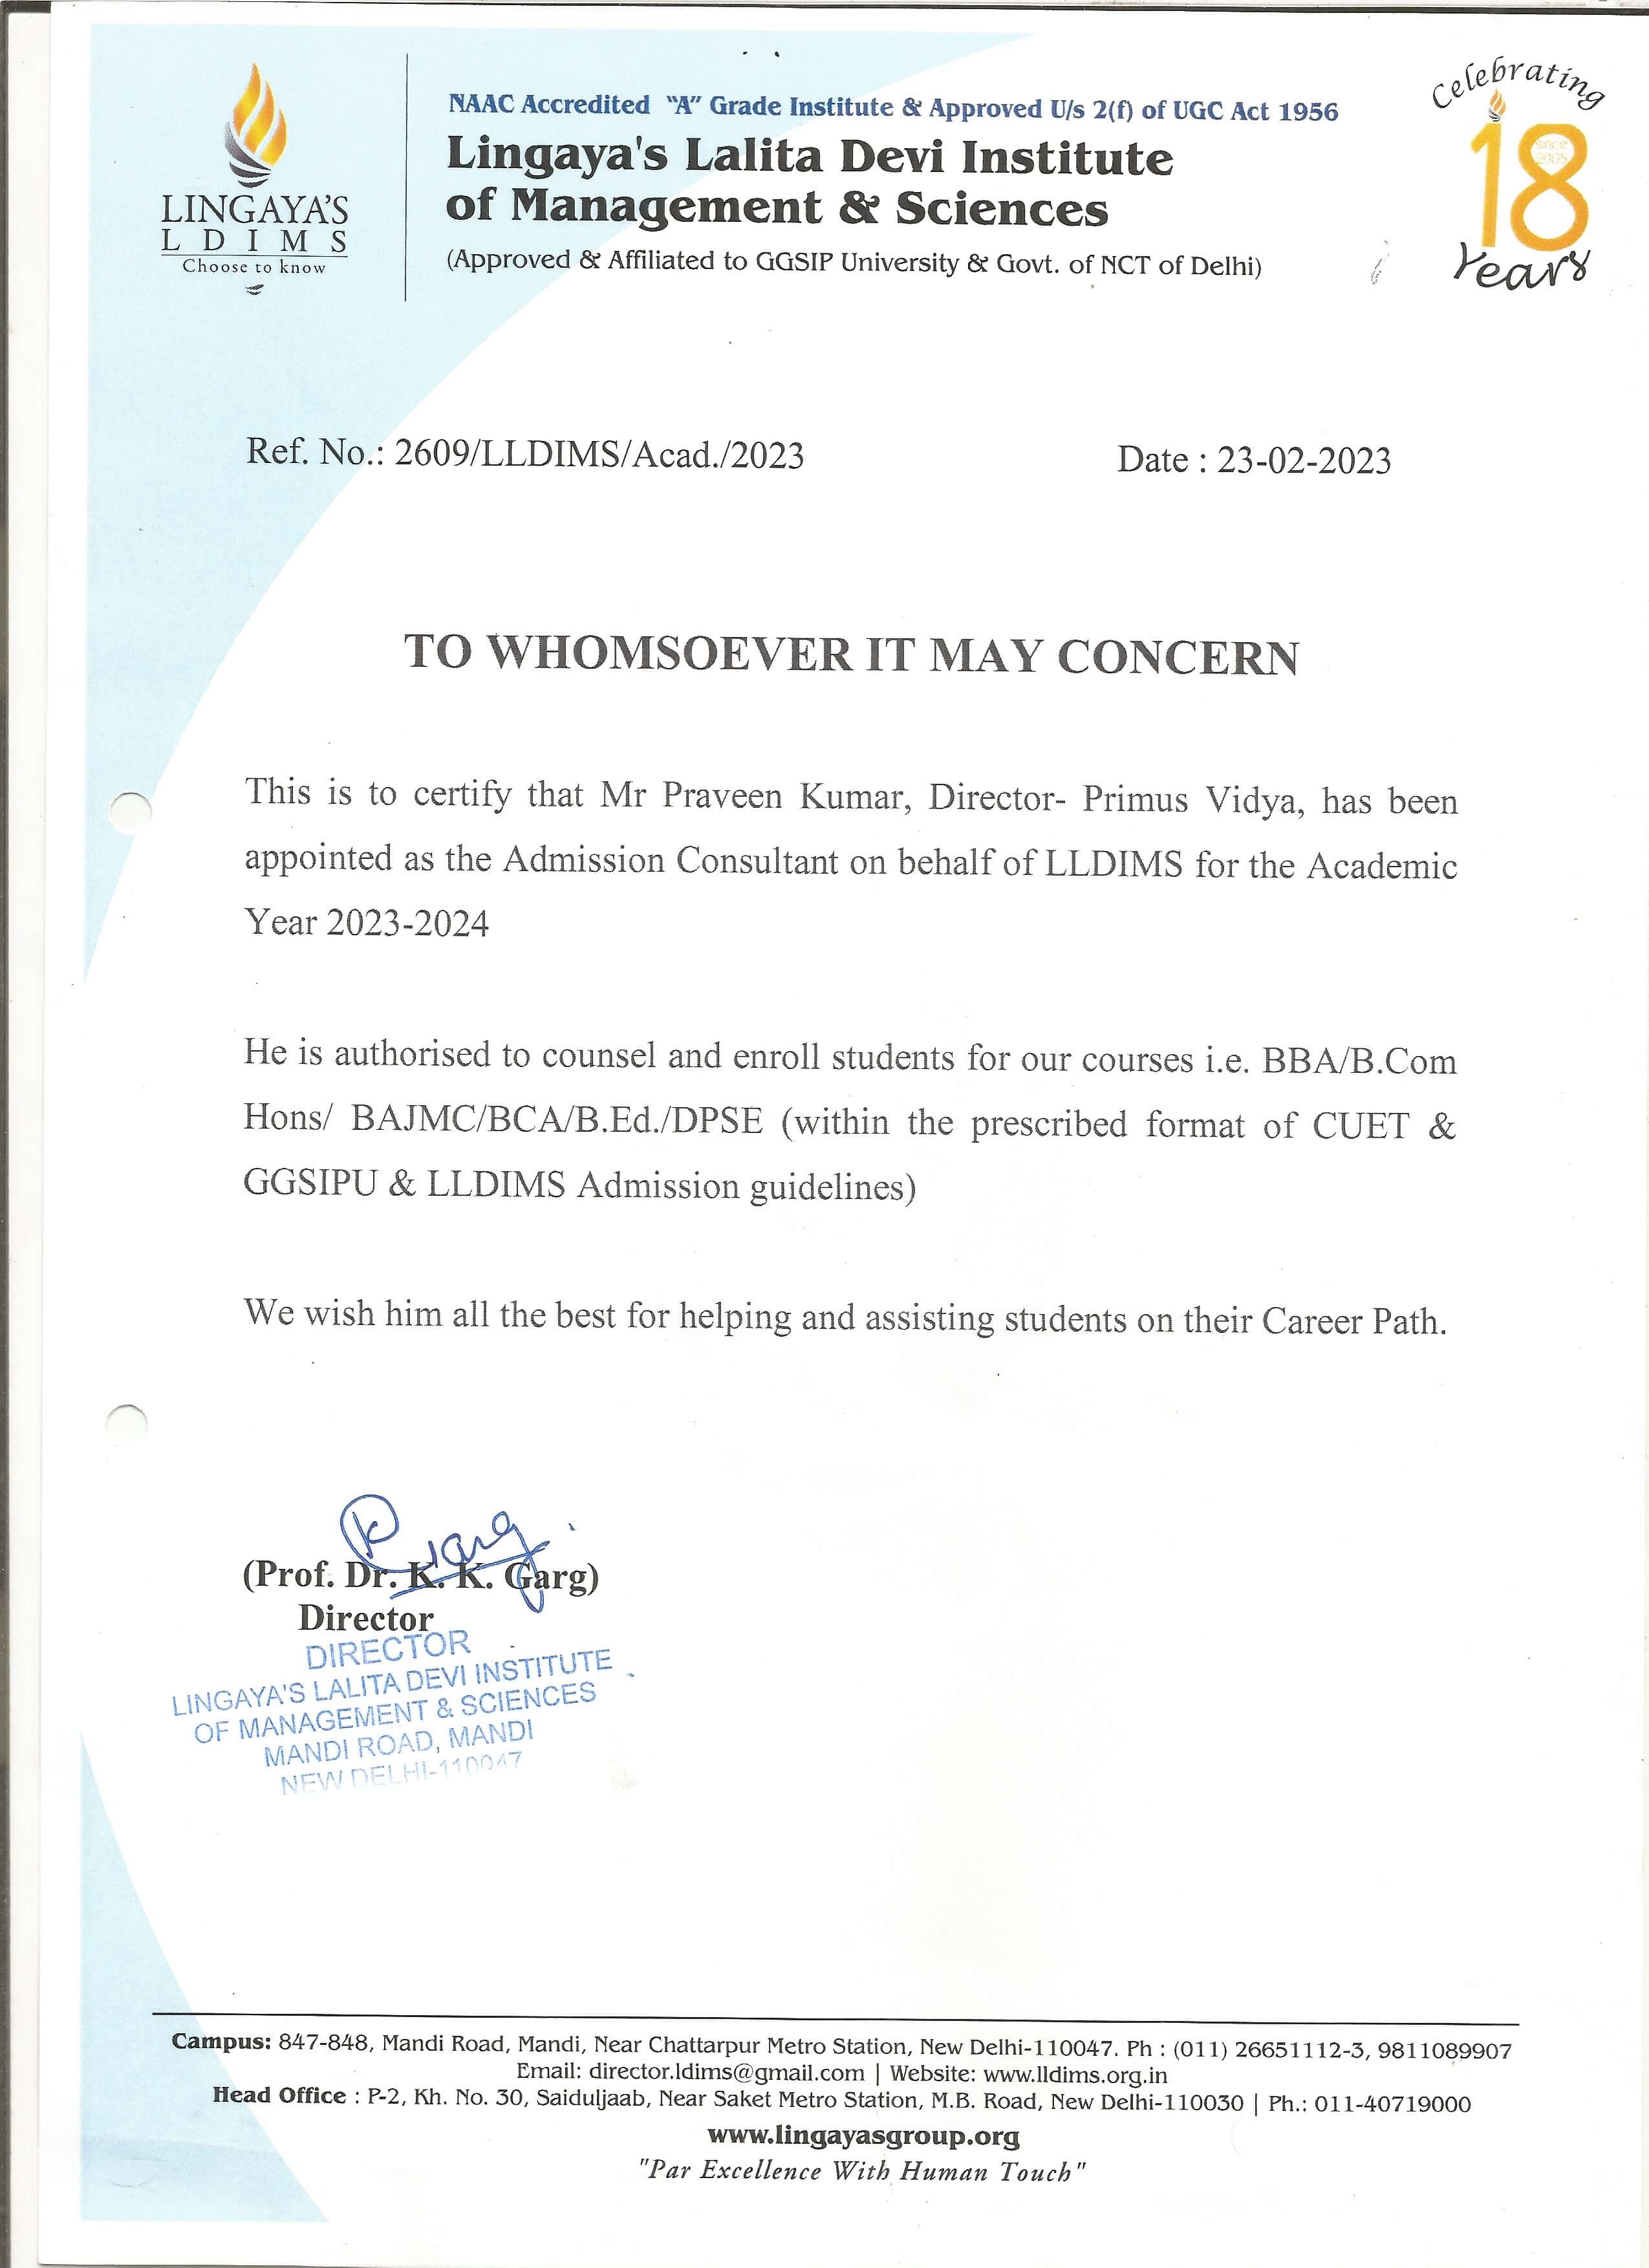 LINGAYA'S
LDIMS
Choose to know
NAAC Accredited "A" Grade Institute & Approved U/s 2(f) of UGC Act 1956
Lingaya's Lalita Devi Institute
of Management & Sciences
(Approved & Affiliated to GGSIP University & Govt. of NCT of Delhi)
Celebrating
18
since
2005
Years
Ref. No.: 2609/LLDIMS/Acad./2023
Date : 23-02-2023
TO WHOMSOEVER IT MAY CONCERN
This is to certify that Mr Praveen Kumar, Director- Primus Vidya, has been
appointed as the Admission Consultant on behalf of LLDIMS for the Academic
Year 2023-2024
He is authorised to counsel and enroll students for our courses i.e. BBA/B.Com
Hons/ BAJMC/BCA/B.Ed./DPSE (within the prescribed format of CUET &
GGSIPU & LLDIMS Admission guidelines)
We wish him all the best for helping and assisting students on their Career Path.
(Prof. Dr. K. K. Garg)
Director
DIRECTOR
LINGAYA'S LALITA DEVI INSTITUTE
OF MANAGEMENT & SCIENCES
MANDI ROAD, MANDI
NEW DELHI-110047
Campus: 847-848, Mandi Road, Mandi, Near Chattarpur Metro Station, New Delhi-110047. Ph : (011) 26651112-3, 9811089907
Email: director.ldims@gmail.com | Website: www.lldims.org.in
Head Office : P-2, Kh. No. 30, Saiduljaab, Near Saket Metro Station, M.B. Road, New Delhi-110030 | Ph.: 011-40719000
www.lingayasgroup.org
"Par Excellence With Human Touch"